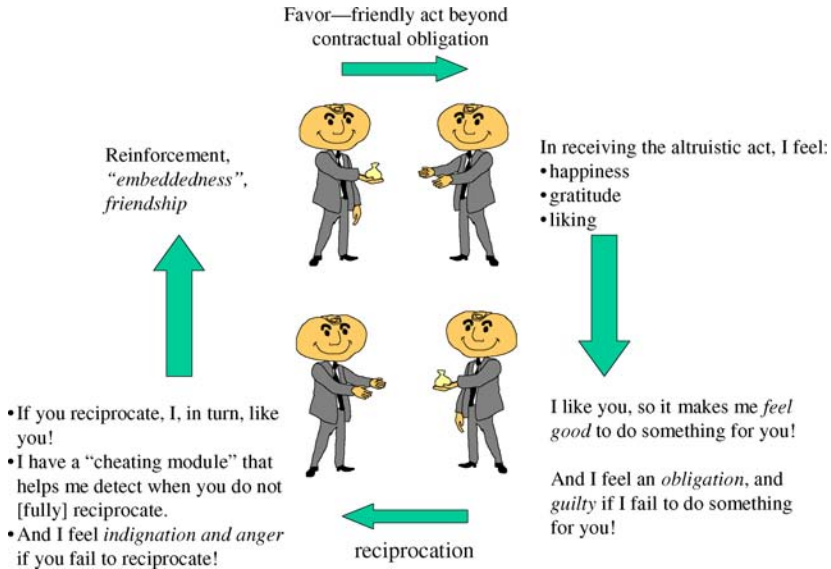 Favor—friendly act beyond
contractual obligation
In receiving the altruistic act, I feel:
•happiness
•gratitude
•liking
I like you, so it makes me feel
good to do something for you!
And I feel an obligation, and
guilty if I fail to do something
for you!
reciprocation
•If you reciprocate, I, in turn, like
you!
•I have a “cheating module” that
helps me detect when you do not
[fully] reciprocate.
•And I feel indignation and anger
if you fail to reciprocate!
Reinforcement,
“embeddedness”,
friendship